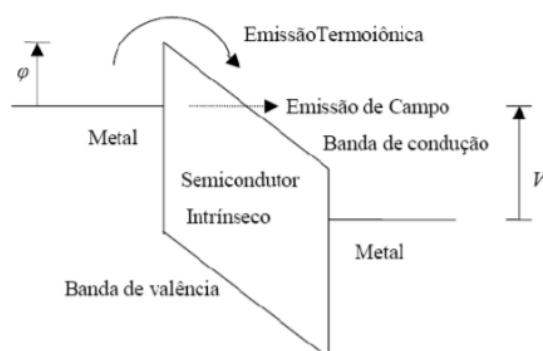 EmissãoTermoiônica
φ
Emissão de Campo
Metal
Banda de condução
Semicondutor
V
Intrínseco
Metal
Banda de valência